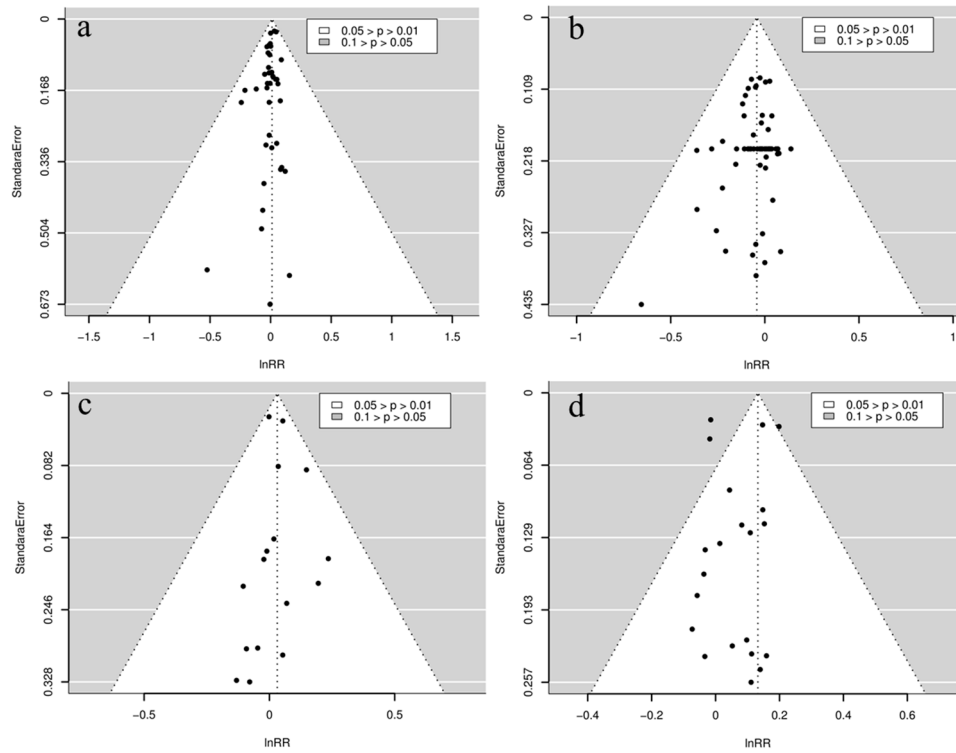 a
0.05 > p > 0.01
0.1 > p > 0.05
StandaraError
0
0.168
0.336
0.504
0.673
−1.5
−1
−0.5
0
0.5
1
1.5
lnRR
b
0.05 > p > 0.01
0.1 > p > 0.05
StandaraError
0
0.109
0.218
0.327
0.435
−1
−0.5
0
0.5
1
lnRR
c
0.05 > p > 0.01
0.1 > p > 0.05
StandaraError
0
0.082
0.164
0.246
0.328
−0.5
0
0.5
lnRR
d
0.05 > p > 0.01
0.1 > p > 0.05
StandaraError
0
0.064
0.129
0.193
0.257
−0.4
−0.2
0
0.2
0.4
0.6
lnRR